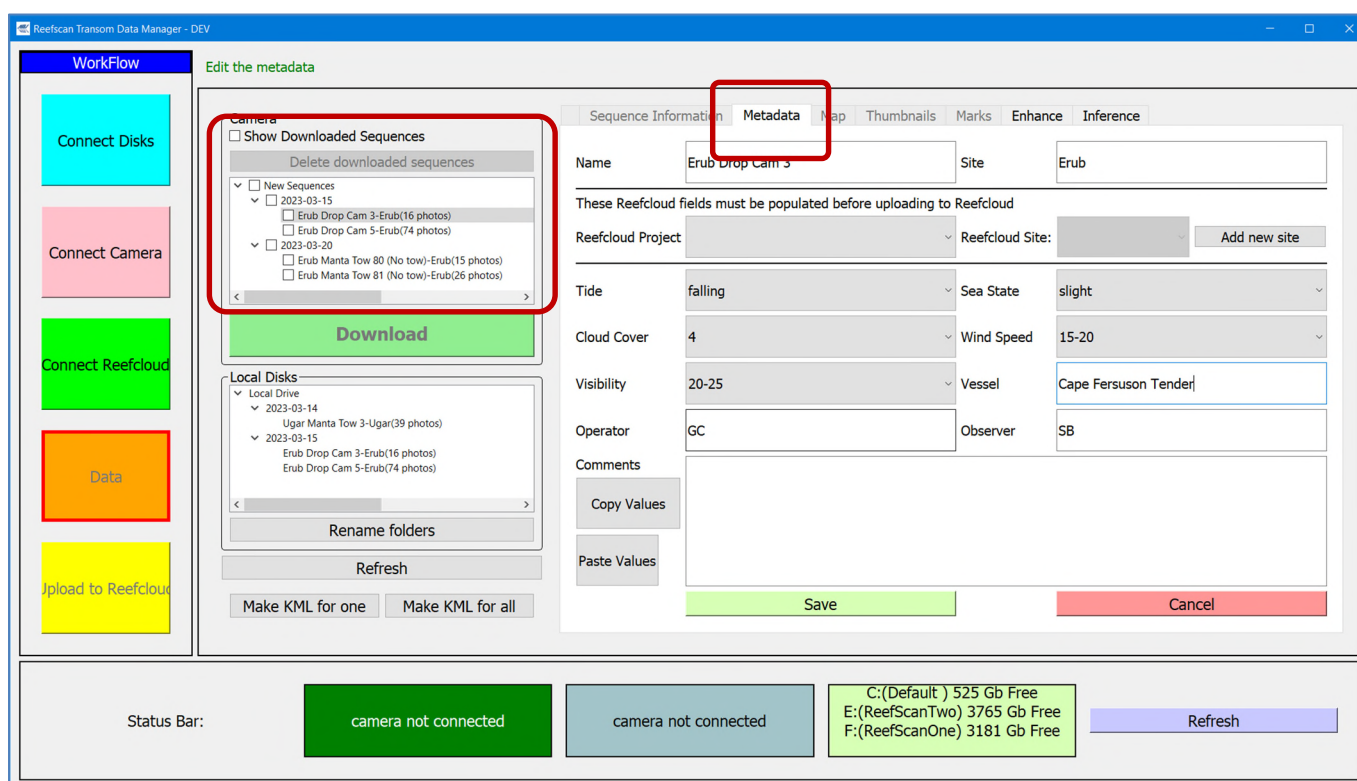 Reefscan Transom Data Manager - DEV
WorkFlow
Edit the metadata
Connect Disks
Connect Camera
Connect Reefcloud
Data
Upload to Reefcloud
Camera
Show Downloaded Sequences
Delete downloaded sequences
New Sequences
2023-03-15
Erub Drop Cam 3-Erub(16 photos)
Erub Drop Cam 5-Erub(74 photos)
2023-03-20
Erub Manta Tow 80 (No tow)-Erub(15 photos)
Erub Manta Tow 81 (No tow)-Erub(26 photos)
Download
Local Disks
Local Drive
2023-03-14
Ugar Manta Tow 3-Ugar(39 photos)
2023-03-15
Erub Drop Cam 3-Erub(16 photos)
Erub Drop Cam 5-Erub(74 photos)
Rename folders
Refresh
Make KML for one Make KML for all
Sequence Information Metadata Map Thumbnails Marks Enhance Inference
Name Erub Drop Cam 3 Site Erub
These Reefcloud fields must be populated before uploading to Reefcloud
Reefcloud Project Reefcloud Site: Add new site
Tide falling Sea State slight
Cloud Cover 4 Wind Speed 15-20
Visibility 20-25 Vessel Cape Fersuson Tender
Operator GC Observer SB
Comments
Copy Values
Paste Values
Save Cancel
Status Bar:
camera not connected
camera not connected
C:(Default ) 525 Gb Free
E:(ReefScanTwo) 3765 Gb Free
F:(ReefScanOne) 3181 Gb Free
Refresh